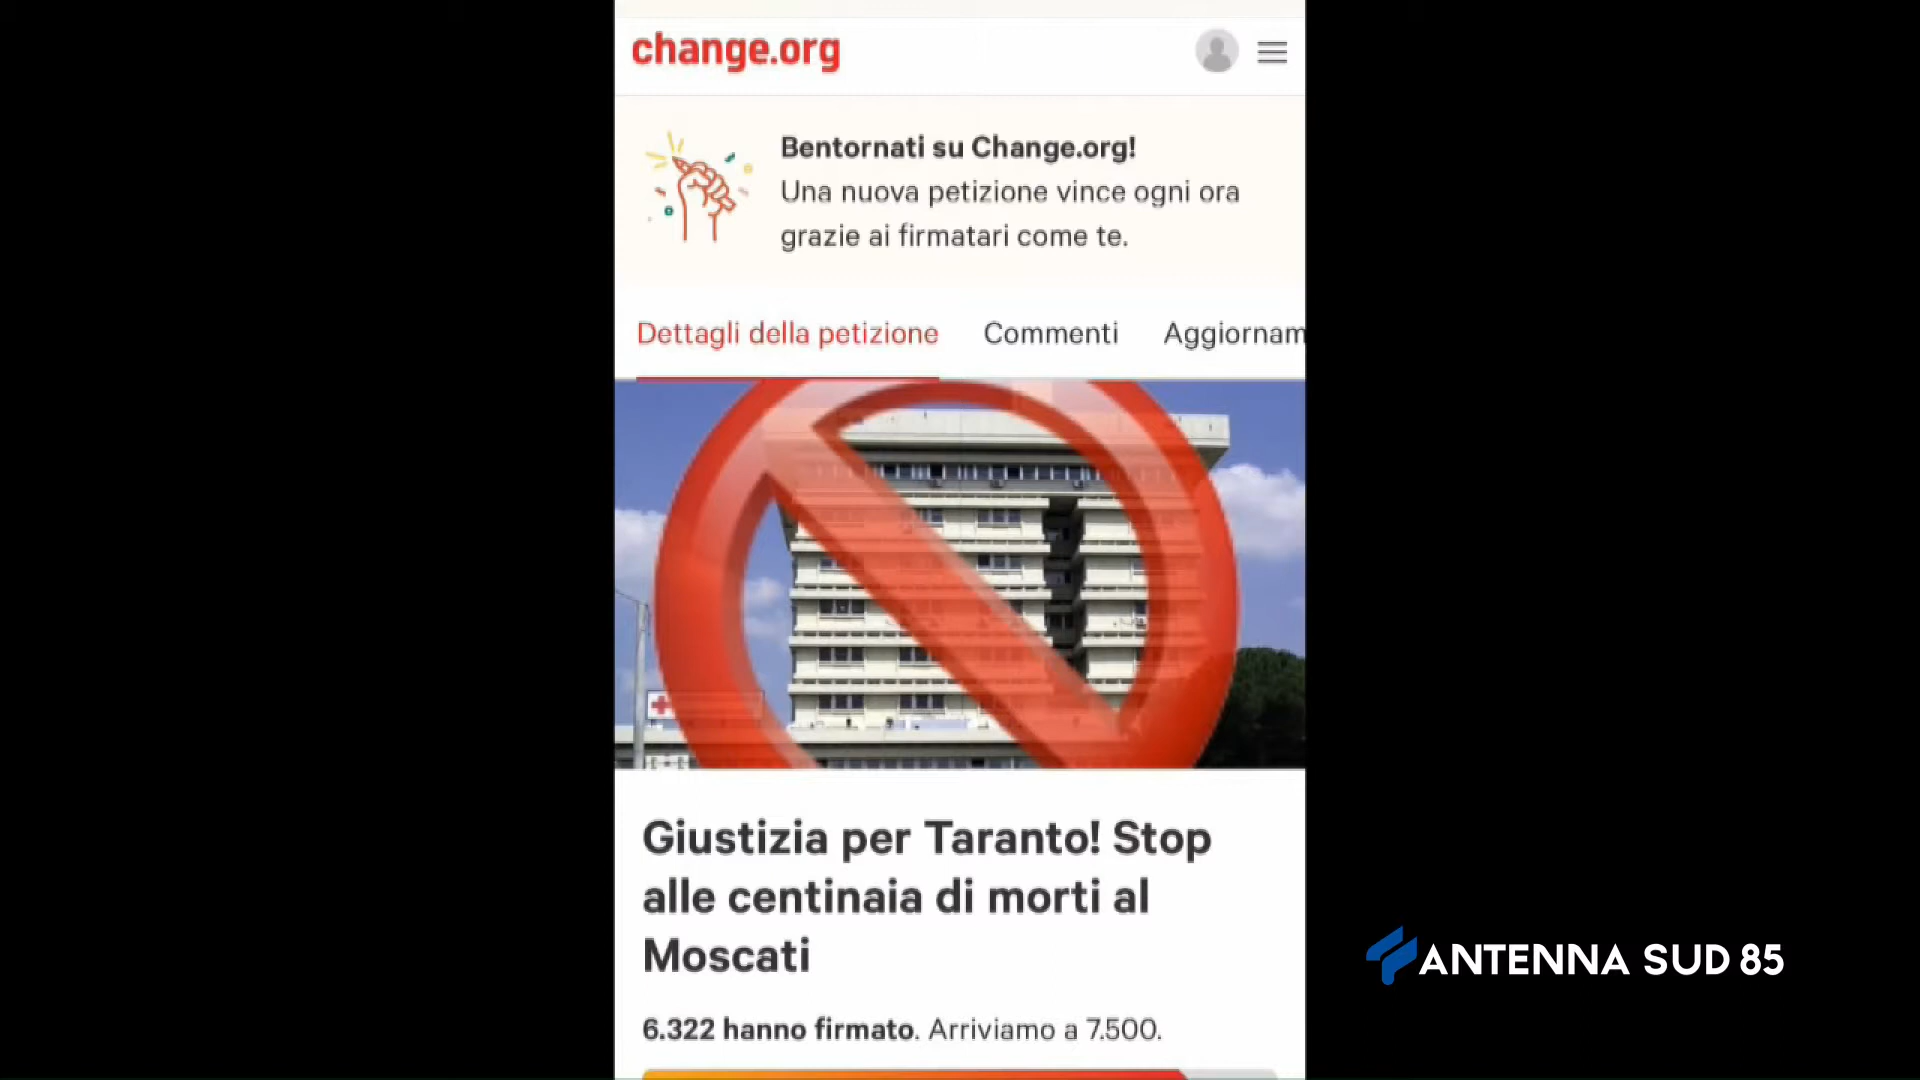 change.org
Bentornati su Change.org!
Una nuova petizione vince ogni ora
grazie ai firmatari come te.
Dettagli della petizione Commenti Aggiornam
Giustizia per Taranto! Stop
alle centinaia di morti al
Moscati
6.322 hanno firmato. Arriviamo a 7.500.
ANTENNA SUD 85